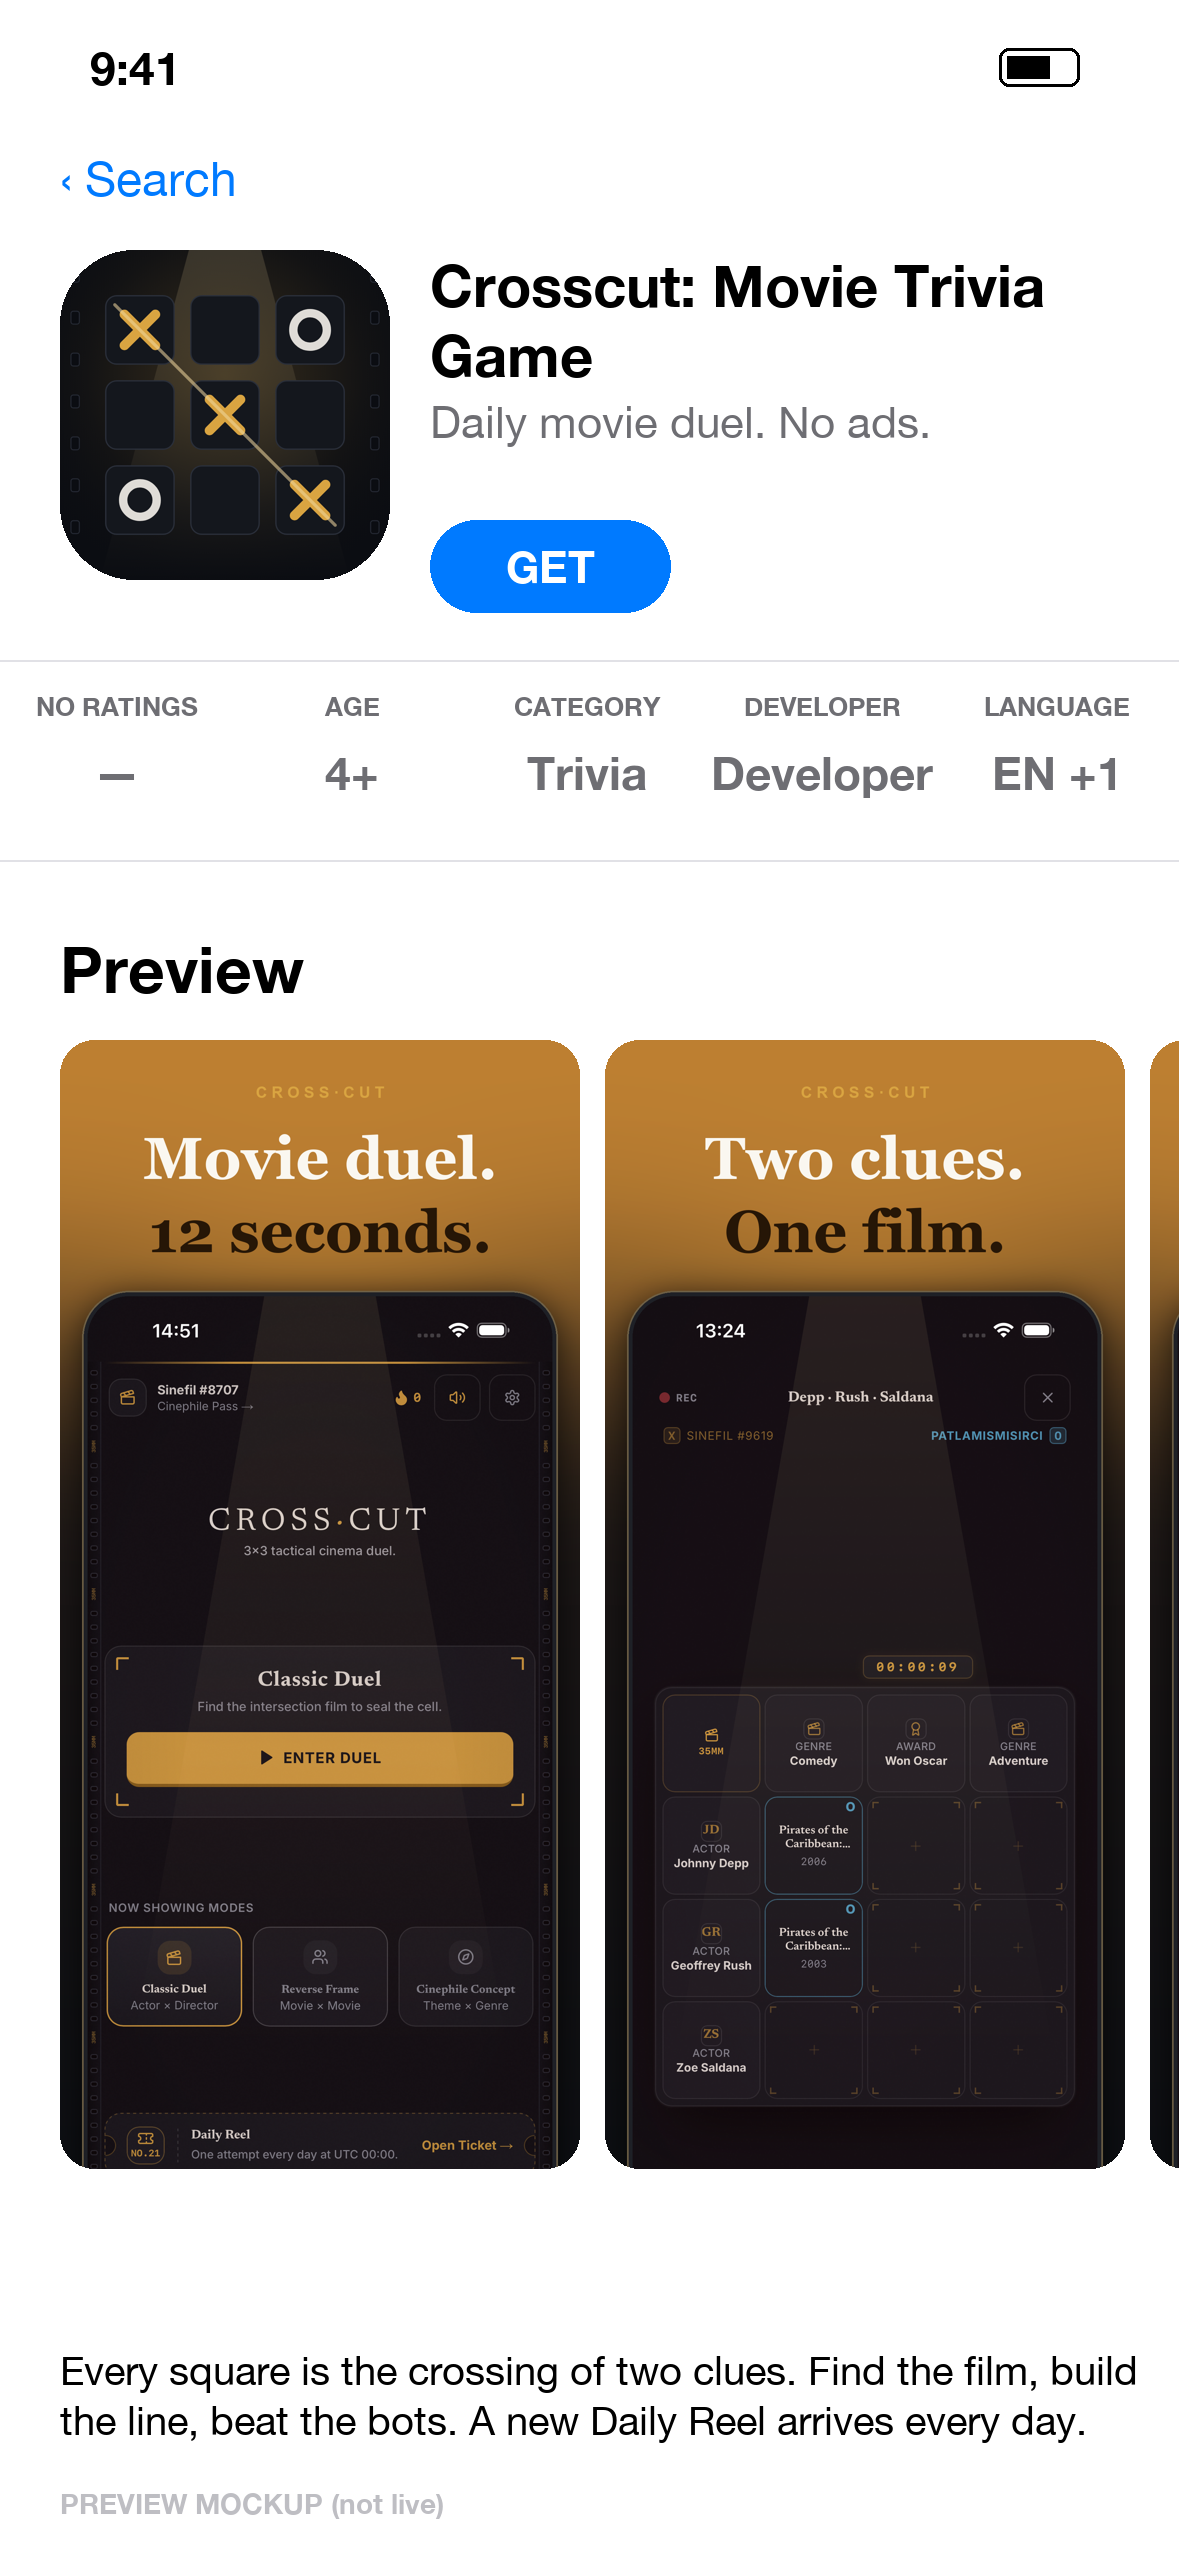 9:41
‹ Search
Crosscut: Movie Trivia
Game
Daily movie duel. No ads.
GET
NO RATINGS AGE CATEGORY DEVELOPER LANGUAGE
— 4+ Trivia Developer EN +1
Preview
CROSS·CUT
Movie duel.
12 seconds.
14:51
Sinefil #8707
Cinephile Pass →
0
CROSS·CUT
3×3 tactical cinema duel.
Classic Duel
Find the intersection film to seal the cell.
ENTER DUEL
NOW SHOWING MODES
Classic Duel
Actor × Director
Reverse Frame
Movie × Movie
Cinephile Concept
Theme × Genre
NO.21
Daily Reel
One attempt every day at UTC 00:00.
Open Ticket →
CROSS·CUT
Two clues.
One film.
13:24
REC
Depp · Rush · Saldana
X SINEFIL #9619
PATLAMISMISIRCI O
00:00:09
35MM
GENRE
Comedy
AWARD
Won Oscar
GENRE
Adventure
JD
ACTOR
Johnny Depp
O
Pirates of the
Caribbean:...
2006
GR
ACTOR
Geoffrey Rush
O
Pirates of the
Caribbean:...
2003
ZS
ACTOR
Zoe Saldana
Every square is the crossing of two clues. Find the film, build
the line, beat the bots. A new Daily Reel arrives every day.
PREVIEW MOCKUP (not live)